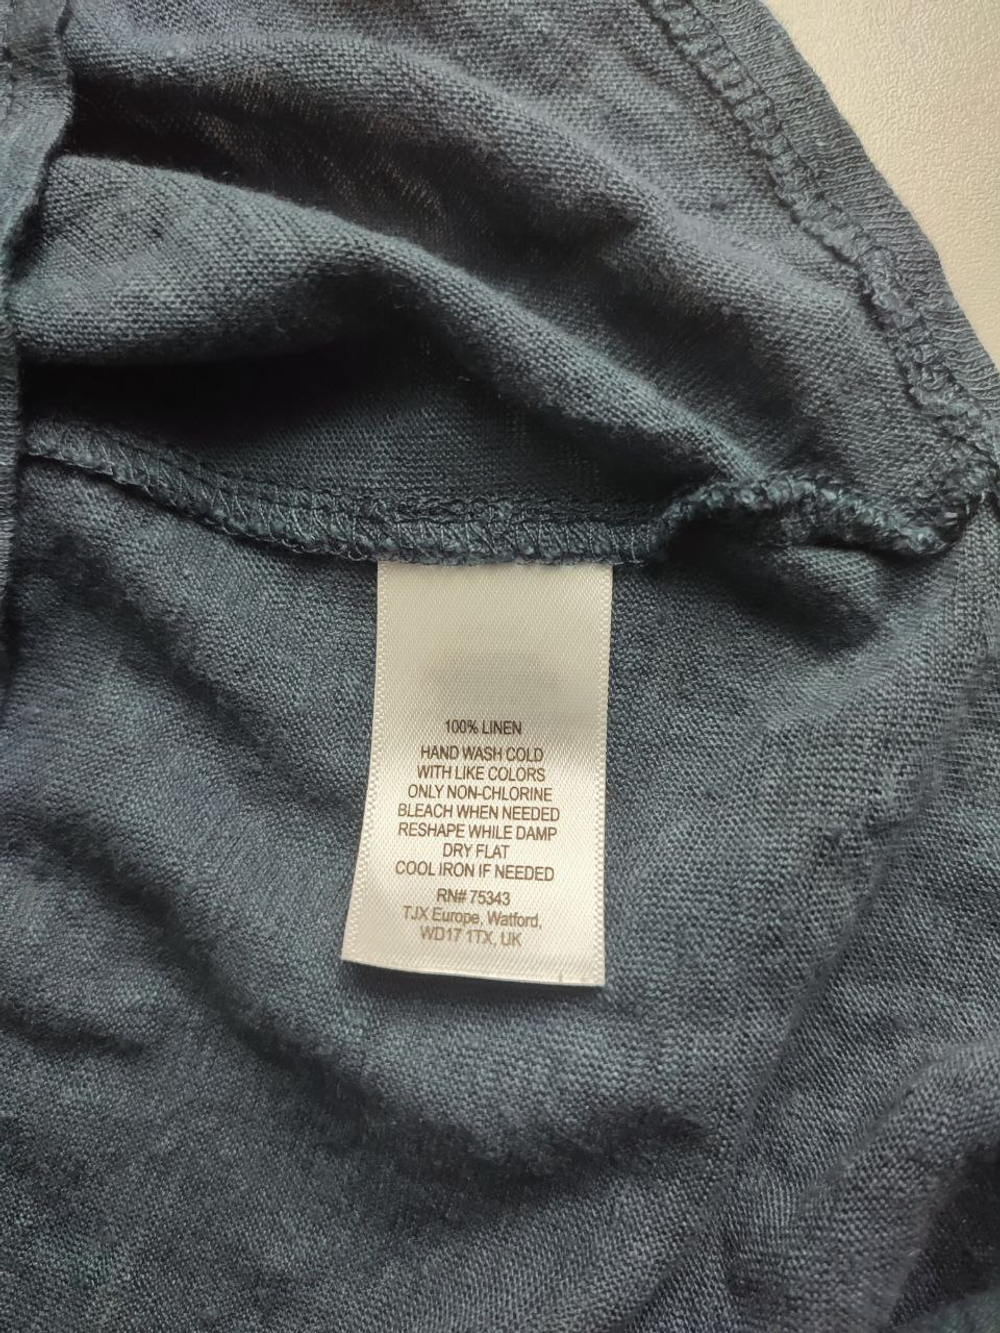 100% LINEN
HAND WASH COLD
WITH LIKE COLORS
ONLY NON-CHLORINE
BLEACH WHEN NEEDED
RESHAPE WHILE DAMP
DRY FLAT
COOL IRON IF NEEDED
RN# 75343
TJX Europe, Watford,
WD17 1TX, UK